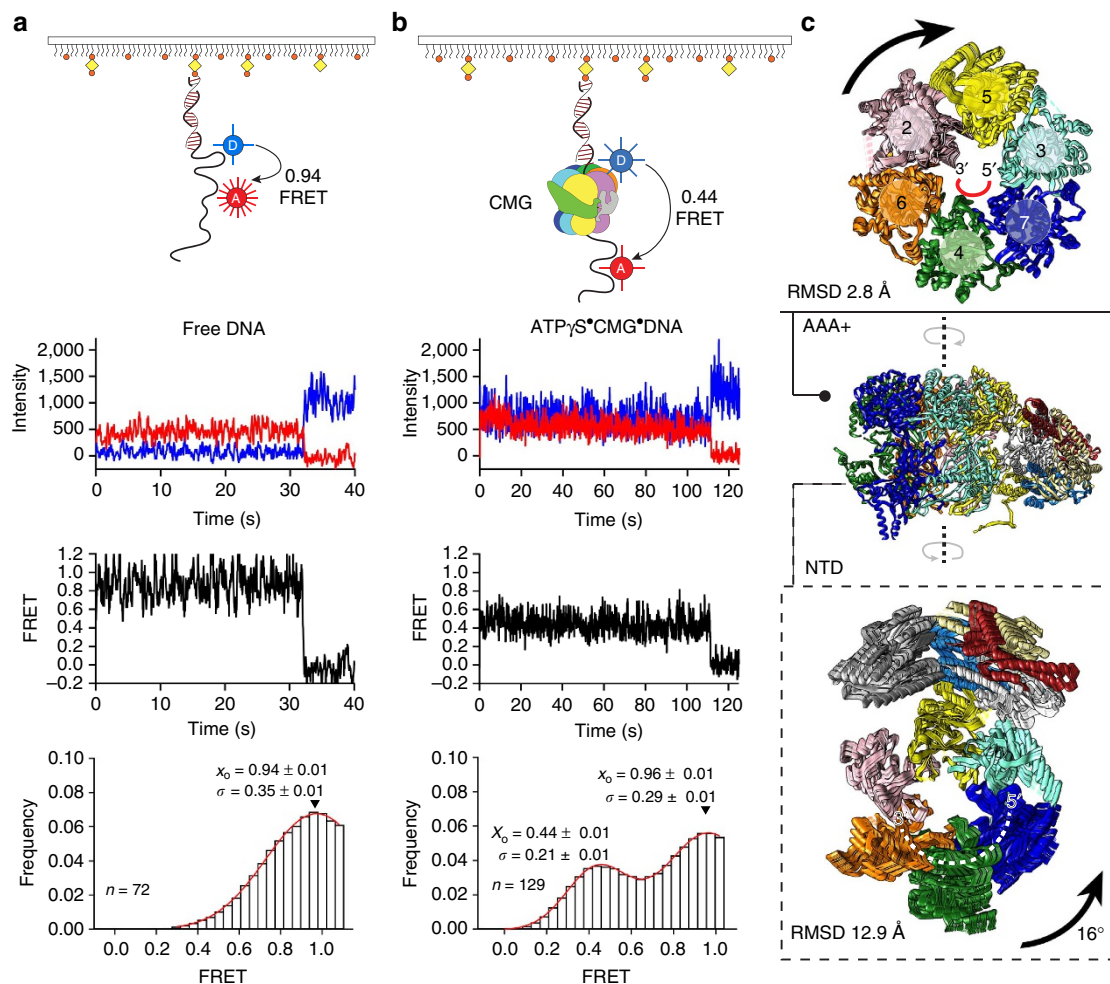 a
D
0.94
FRET
A
Free DNA
2,000
1,500
1,000
500
0
Intensity
0 10 20 30 40
Time (s)
1.2
1.0
0.8
0.6
0.4
0.2
0.0
–0.2
FRET
0 10 20 30 40
Time (s)
0.10
0.08
0.06
0.04
0.02
0.00
Frequency
xo = 0.94 ± 0.01
σ = 0.35 ± 0.01
n = 72
0.0 0.2 0.4 0.6 0.8 1.0
FRET
b
D
CMG
0.44
FRET
A
ATPγS•CMG•DNA
2,000
1,500
1,000
500
0
Intensity
0 20 40 60 80 100 120
Time (s)
1.2
1.0
0.8
0.6
0.4
0.2
0.0
–0.2
FRET
0 20 40 60 80 100 120
Time (s)
0.10
0.08
0.06
0.04
0.02
0.00
Frequency
xo = 0.96 ± 0.01
σ = 0.29 ± 0.01
Xo = 0.44 ± 0.01
σ = 0.21 ± 0.01
n = 129
0.0 0.2 0.4 0.6 0.8 1.0
FRET
c
5
2
3
3′ 5′
6
7
4
RMSD 2.8 Å
AAA+
NTD
5′
3′
RMSD 12.9 Å
16°